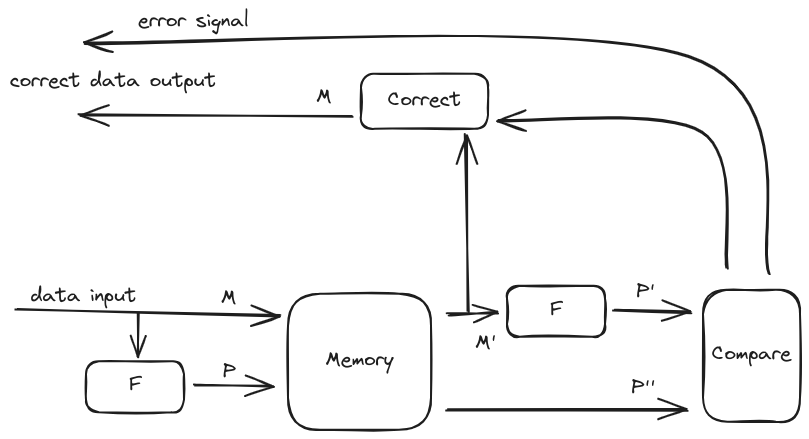 error signal
correct data output
M
Correct
data input
M
F
P'
M'
Memory
Compare
F
P
P''